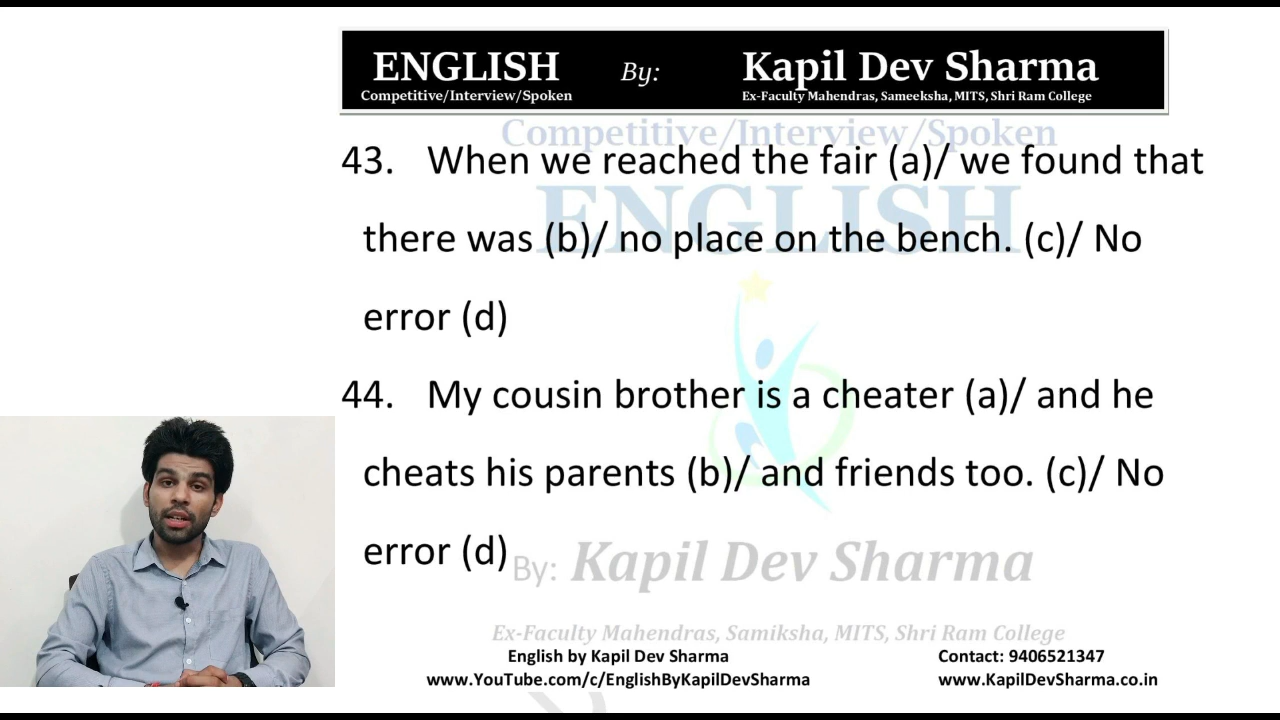 ENGLISH By: Kapil Dev Sharma
Competitive/Interview/Spoken Ex-Faculty Mahendras, Sameeksha, MITS, Shri Ram College
Competitive/Interview/Spoken
43. When we reached the fair (a)/ we found that
ENGLISH
there was (b)/ no place on the bench. (c)/ No
error (d)
44. My cousin brother is a cheater (a)/ and he
cheats his parents (b)/ and friends too. (c)/ No
error (d)
By: Kapil Dev Sharma
Ex-Faculty Mahendras, Samiksha, MITS, Shri Ram College
English by Kapil Dev Sharma Contact: 9406521347
www.YouTube.com/c/EnglishByKapilDevSharma www.KapilDevSharma.co.in